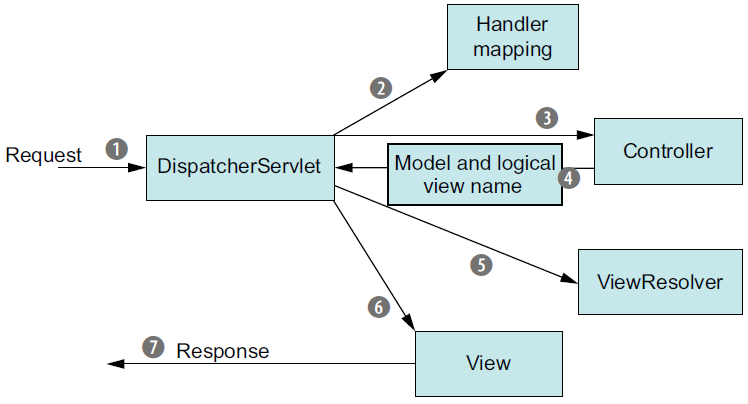 Handler
mapping
2
3
Request
1
DispatcherServlet
Model and logical
view name
4
Controller
5
ViewResolver
6
7
Response
View